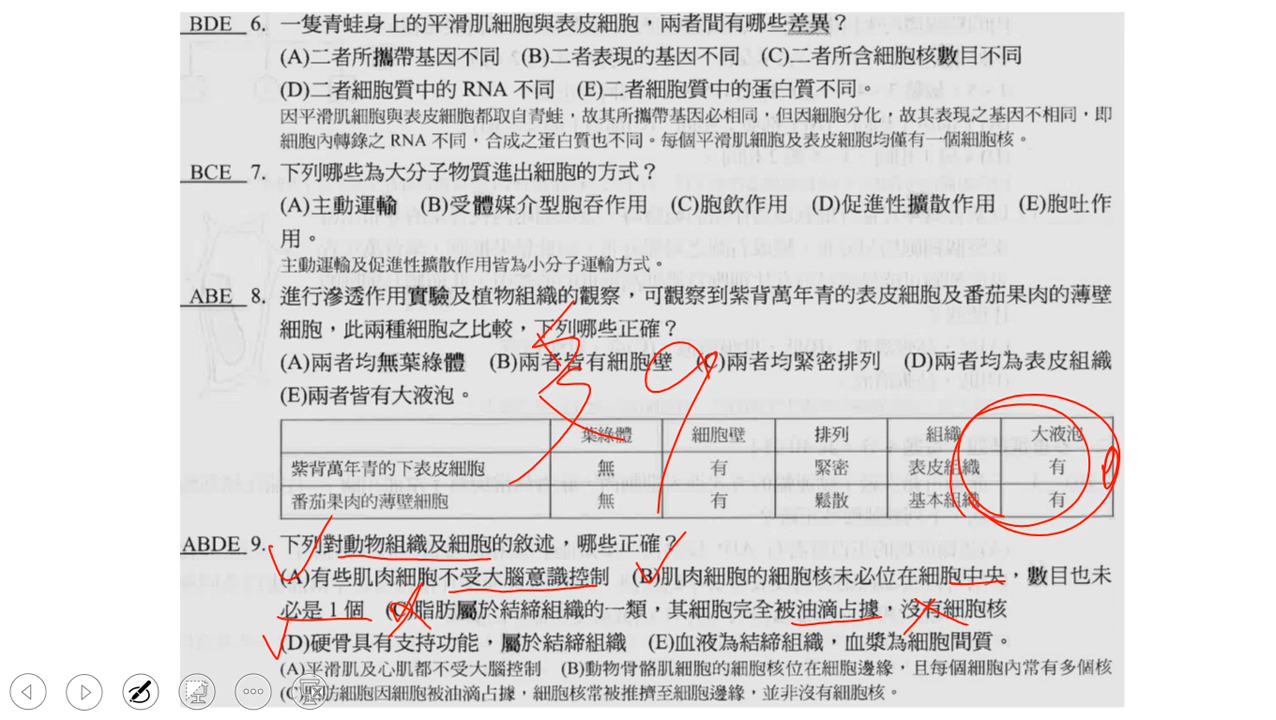 BDE 6. 一隻青蛙身上的平滑肌細胞與表皮細胞，兩者間有哪些差異？
(A)二者所攜帶基因不同 (B)二者表現的基因不同 (C)二者所含細胞核數目不同
(D)二者細胞質中的 RNA 不同 (E)二者細胞質中的蛋白質不同。
因平滑肌細胞與表皮細胞都取自青蛙，故其所攜帶基因必相同，但因細胞分化，故其表現之基因不相同，即
細胞內轉錄之 RNA 不同，合成之蛋白質也不同。每個平滑肌細胞及表皮細胞均僅有一個細胞核。
BCE 7. 下列哪些為大分子物質進出細胞的方式？
(A)主動運輸 (B)受體媒介型胞吞作用 (C)胞飲作用 (D)促進性擴散作用 (E)胞吐作
用。
主動運輸及促進性擴散作用皆為小分子運輸方式。
ABE 8. 進行滲透作用實驗及植物組織的觀察，可觀察到紫背萬年青的表皮細胞及番茄果肉的薄壁
細胞，此兩種細胞之比較，下列哪些正確？
(A)兩者均無葉綠體 (B)兩者皆有細胞壁 (C)兩者均緊密排列 (D)兩者均為表皮組織
(E)兩者皆有大液泡。
葉綠體 細胞壁 排列 組織 大液泡
紫背萬年青的下表皮細胞 無 有 緊密 表皮組織 有
番茄果肉的薄壁細胞 無 有 鬆散 基本組織 有
ABDE 9. 下列對動物組織及細胞的敘述，哪些正確？
(A)有些肌肉細胞不受大腦意識控制 (B)肌肉細胞的細胞核未必位在細胞中央，數目也未
必是 1 個 (C)脂肪屬於結締組織的一類，其細胞完全被油滴占據，沒有細胞核
(D)硬骨具有支持功能，屬於結締組織 (E)血液為結締組織，血漿為細胞間質。
(A)平滑肌及心肌都不受大腦控制 (B)動物骨骼肌細胞的細胞核位在細胞邊緣，且每個細胞內常有多個核
(C)脂肪細胞因細胞被油滴占據，細胞核常被推擠至細胞邊緣，並非沒有細胞核。